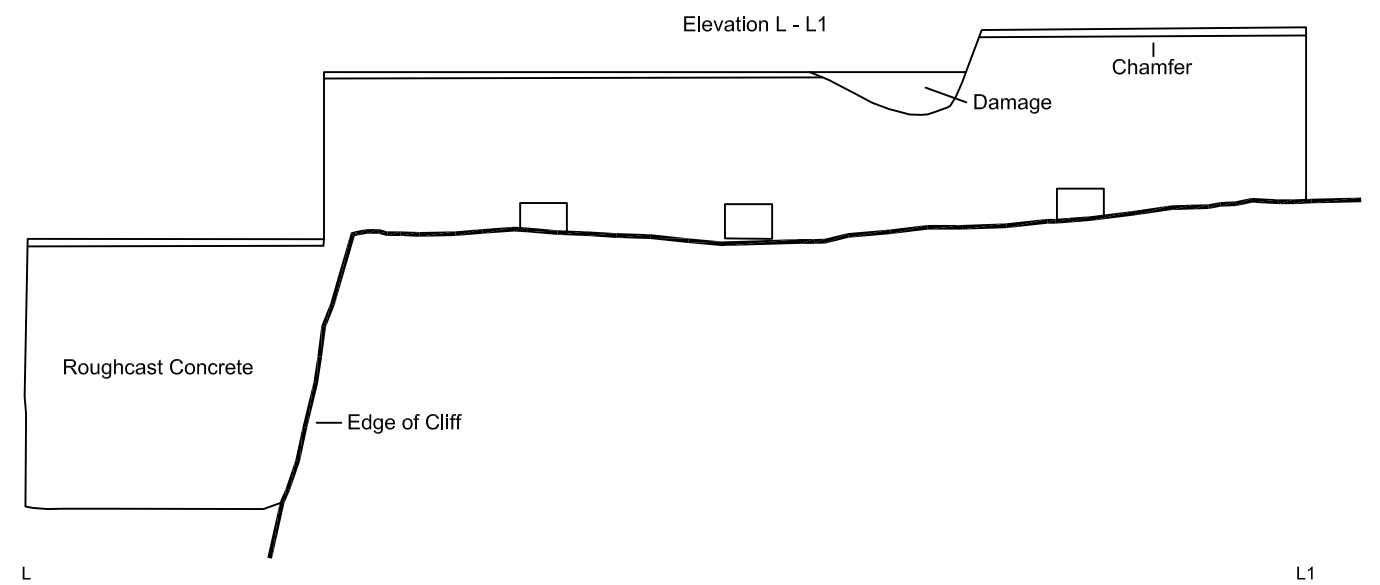 Elevation L - L1
Chamfer
Damage
Roughcast Concrete
Edge of Cliff
L
L1